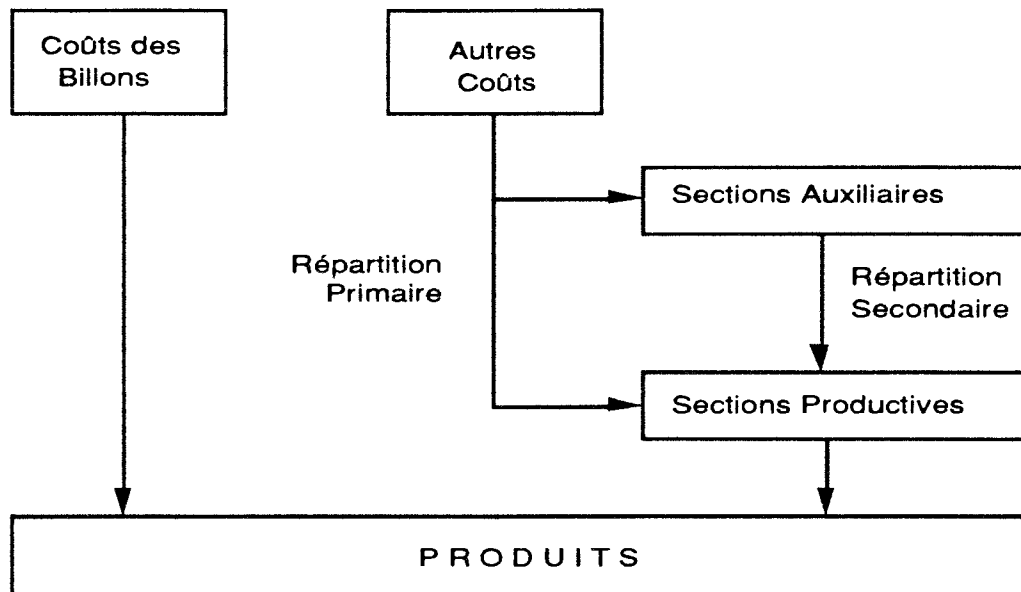 Coûts des
Billons
Autres
Coûts
Sections Auxiliaires
Répartition
Primaire
Répartition
Secondaire
Sections Productives
PRODUITS